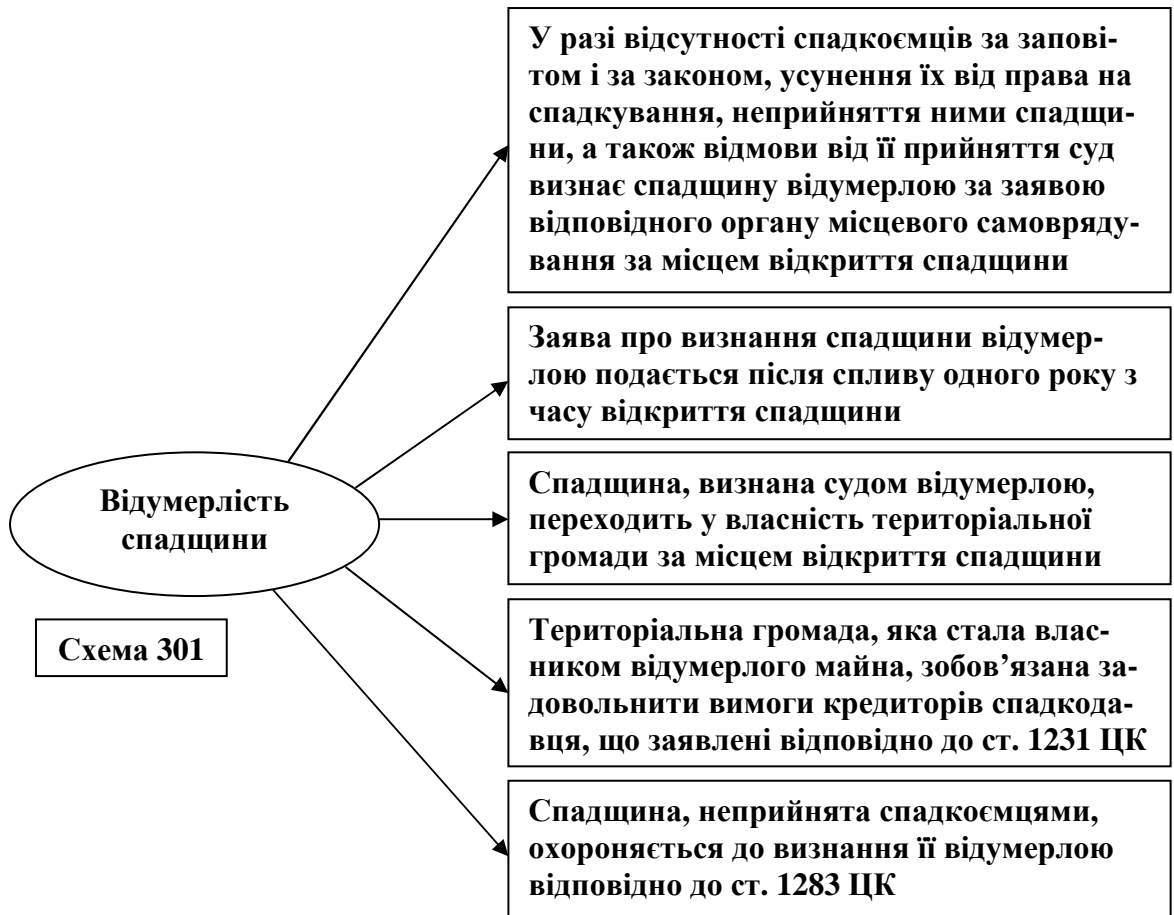 У разі відсутності спадкоємців за запові-
том і за законом, усунення їх від права на
спадкування, неприйняття ними спадщи-
ни, а також відмови від її прийняття суд
визнає спадщину відумерлою за заявою
відповідного органу місцевого самовряду-
вання за місцем відкриття спадщини
Заява про визнання спадщини відумер-
лою подається після спливу одного року з
часу відкриття спадщини
Відумерлість
спадщини
Спадщина, визнана судом відумерлою,
переходить у власність територіальної
громади за місцем відкриття спадщини
Схема 301
Територіальна громада, яка стала влас-
ником відумерлого майна, зобов’язана за-
довольнити вимоги кредиторів спадкода-
вця, що заявлені відповідно до ст. 1231 ЦК
Спадщина, неприйнята спадкоємцями,
охороняється до визнання її відумерлою
відповідно до ст. 1283 ЦК